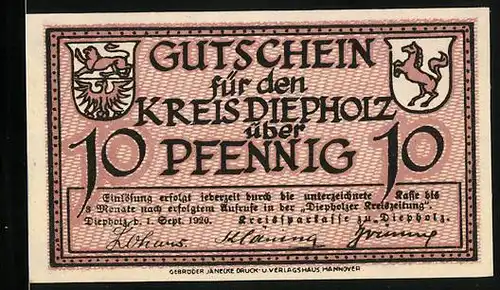 GUTSCHEIN
für den
KREIS DIEPHOLZ
über
10 PFENNIG 10
Einlösung erfolgt jederzeit durch die unterzeichnete Kasse bis
3 Monate nach erfolgtem Aufrufe in der „Diepholzer Kreiszeitung".
Diepholz, d. 1. Sept. 1920. Kreissparkasse zu Diepholz.
GEBRÜDER JÄNECKE DRUCK- U. VERLAGSHAUS, HANNOVER